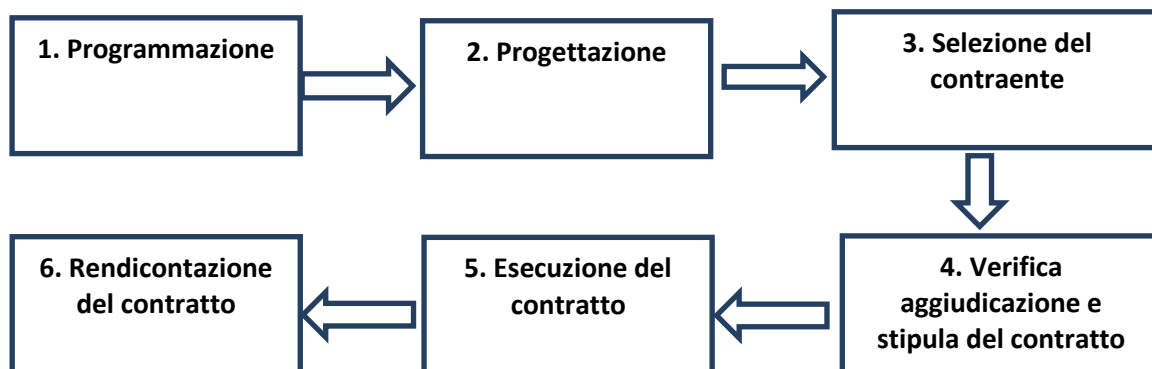 1. Programmazione
2. Progettazione
3. Selezione del
contraente
4. Verifica
aggiudicazione e
stipula del contratto
5. Esecuzione del
contratto
6. Rendicontazione
del contratto